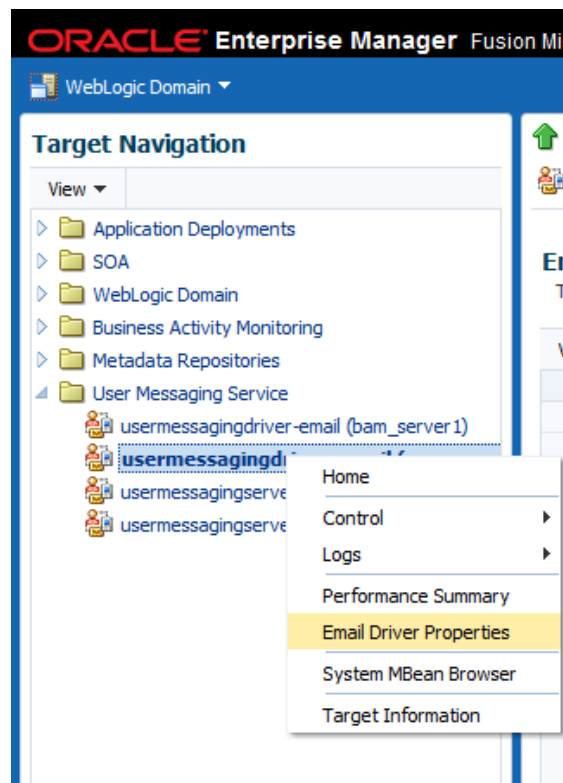 ORACLE Enterprise Manager Fusion Mi
WebLogic Domain
Target Navigation
View
Application Deployments
SOA
WebLogic Domain
Business Activity Monitoring
Metadata Repositories
User Messaging Service
usermessagingdriver-email (bam_server1)
usermessagingd
usermessagingserve
usermessagingserve
Home
Control
Logs
Performance Summary
Email Driver Properties
System MBean Browser
Target Information